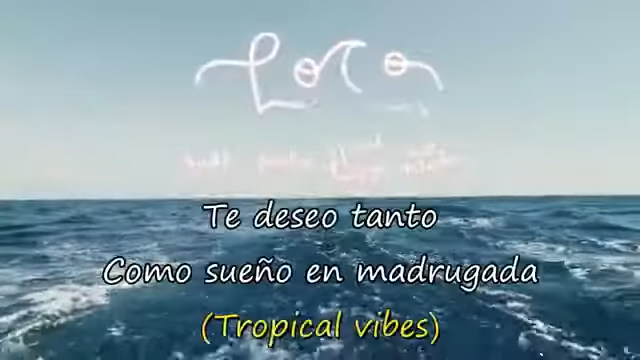 Loco
Te deseo tanto
Como sueño en madrugada
(Tropical vibes)